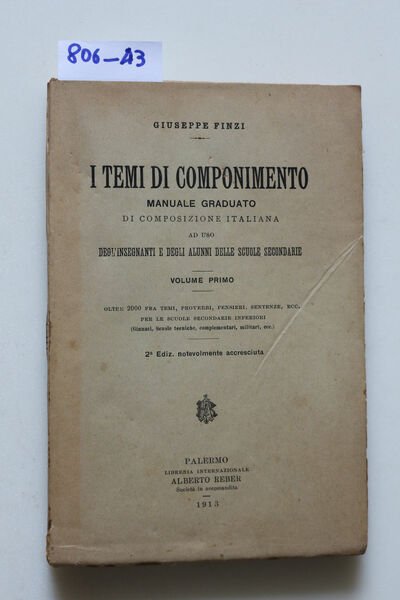 806-A3
GIUSEPPE FINZI
I TEMI DI COMPONIMENTO
MANUALE GRADUATO
DI COMPOSIZIONE ITALIANA
AD USO
DEGL'INSEGNANTI E DEGLI ALUNNI DELLE SCUOLE SECONDARIE
VOLUME PRIMO
OLTRE 2000 FRA TEMI, PROVERBI, PENSIERI, SENTENZE, ECC.
PER LE SCUOLE SECONDARIE INFERIORI
(Ginnasi, Scuole tecniche, complementari, militari, ecc.)
2ª Ediz. notevolmente accresciuta
PALERMO
LIBRERIA INTERNAZIONALE
ALBERTO REBER
Società in accomandita
1913